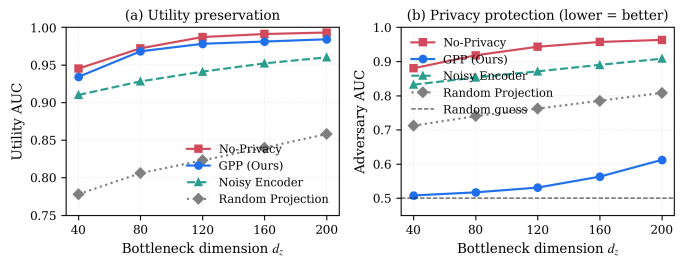 (a) Utility preservation
Utility AUC
1.00
0.95
0.90
0.85
0.80
0.75
No-Privacy
GPP (Ours)
Noisy Encoder
Random Projection
40
80
120
160
200
Bottleneck dimension d_z
(b) Privacy protection (lower = better)
Adversary AUC
1.0
0.9
0.8
0.7
0.6
0.5
No-Privacy
GPP (Ours)
Noisy Encoder
Random Projection
Random guess
40
80
120
160
200
Bottleneck dimension d_z